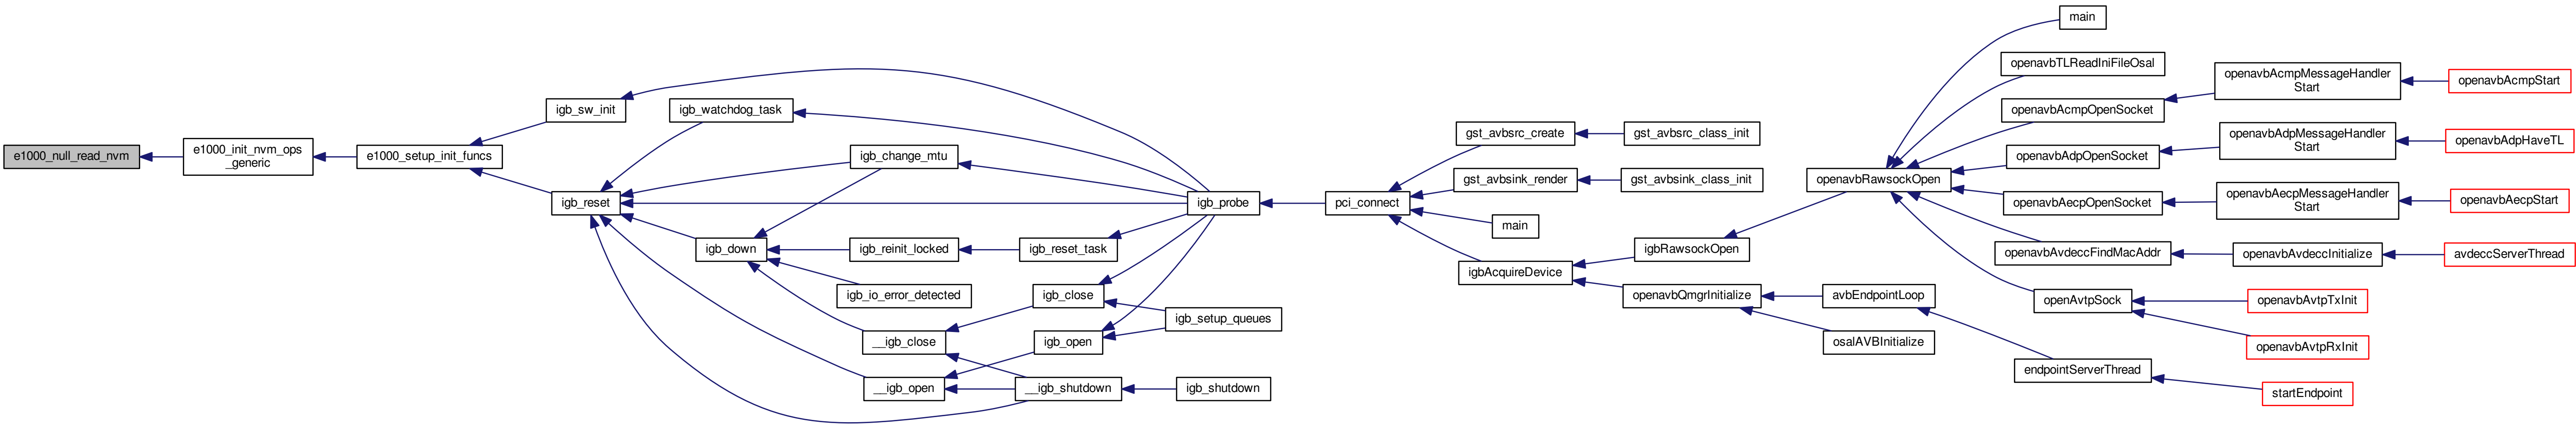 e1000_null_read_nvm
e1000_init_nvm_ops
_generic
e1000_setup_init_funcs
igb_sw_init
igb_reset
igb_watchdog_task
igb_change_mtu
igb_down
igb_reinit_locked
igb_reset_task
igb_io_error_detected
igb_close
igb_setup_queues
__igb_close
igb_open
__igb_open
__igb_shutdown
igb_shutdown
igb_probe
pci_connect
gst_avbsrc_create
gst_avbsrc_class_init
gst_avbsink_render
gst_avbsink_class_init
main
igbAcquireDevice
igbRawsockOpen
openavbQmgrInitialize
avbEndpointLoop
osalAVBInitialize
openavbRawsockOpen
main
openavbTLReadIniFileOsal
openavbAcmpOpenSocket
openavbAcmpMessageHandler
Start
openavbAcmpStart
openavbAdpOpenSocket
openavbAdpMessageHandler
Start
openavbAdpHaveTL
openavbAecpOpenSocket
openavbAecpMessageHandler
Start
openavbAecpStart
openavbAvdeccFindMacAddr
openavbAvdeccInitialize
avdeccServerThread
openAvtpSock
openavbAvtpTxInit
openavbAvtpRxInit
endpointServerThread
startEndpoint